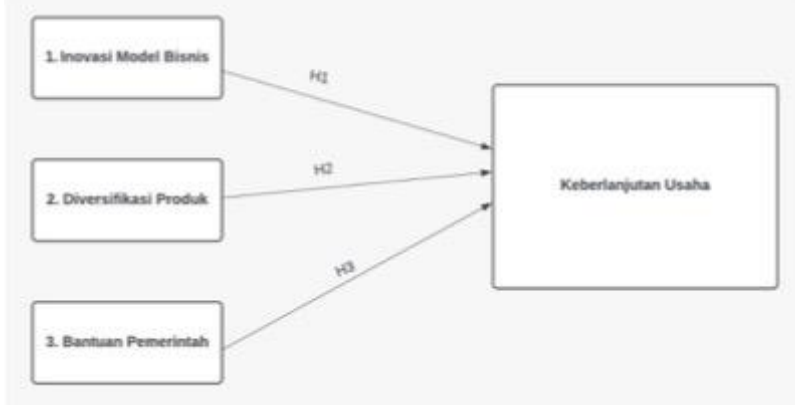 1. Inovasi Model Bisnis
H1
2. Diversifikasi Produk
H2
Keberlanjutan Usaha
H3
3. Bantuan Pemerintah